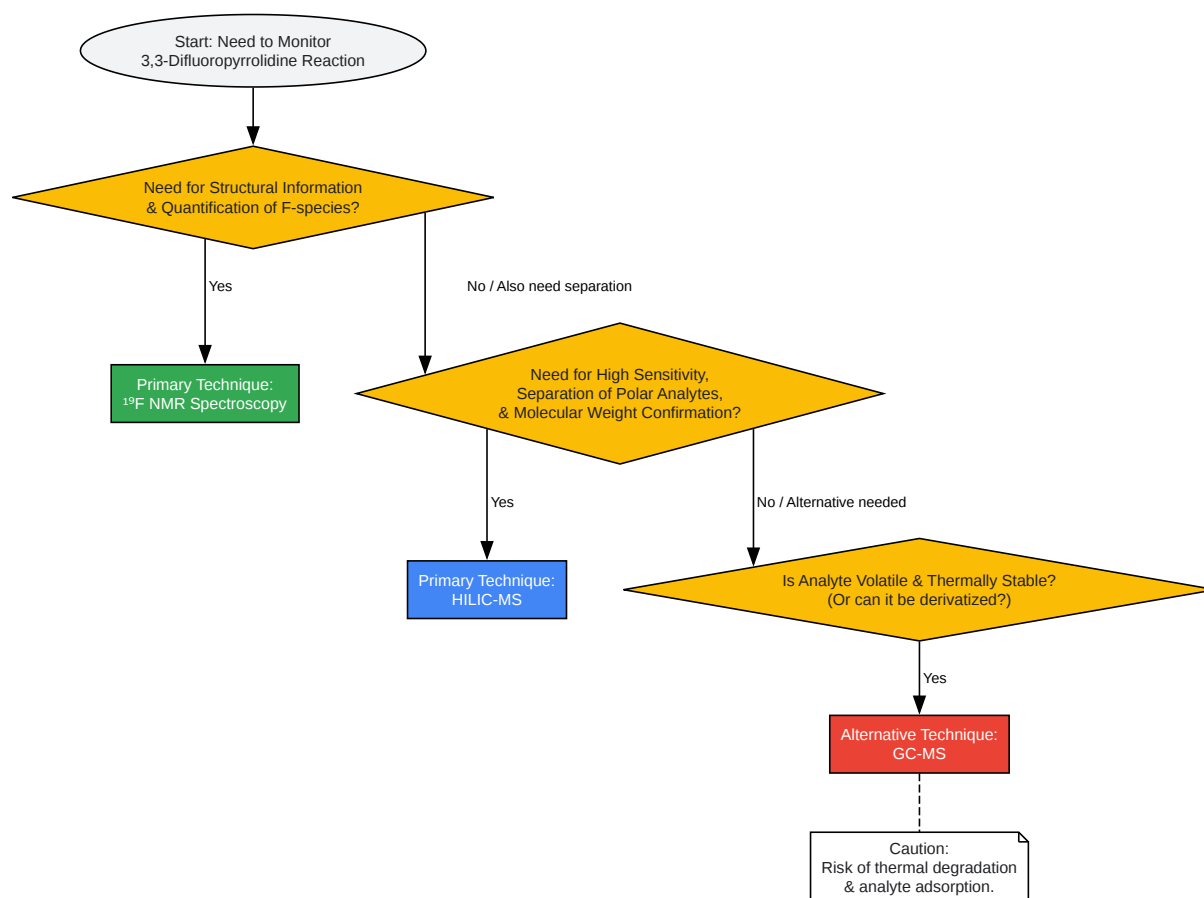 Start: Need to Monitor
3,3-Difluoropyrrolidine Reaction
Need for Structural Information
& Quantification of F-species?
Yes
No / Also need separation
Primary Technique:
¹⁹F NMR Spectroscopy
Need for High Sensitivity,
Separation of Polar Analytes,
& Molecular Weight Confirmation?
Yes
No / Alternative needed
Primary Technique:
HILIC-MS
Is Analyte Volatile & Thermally Stable?
(Or can it be derivatized?)
Yes
Alternative Technique:
GC-MS
Caution:
Risk of thermal degradation
& analyte adsorption.